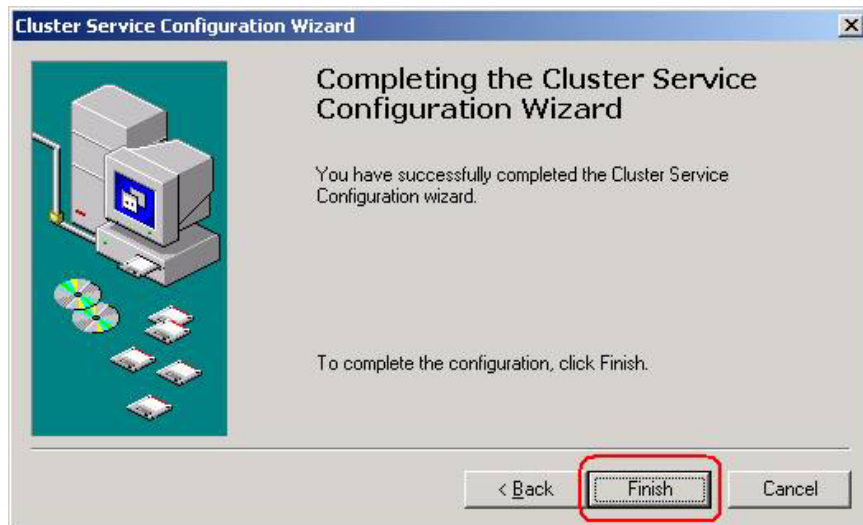 Cluster Service Configuration Wizard
Completing the Cluster Service
Configuration Wizard
You have successfully completed the Cluster Service
Configuration wizard.
To complete the configuration, click Finish.
< Back
Finish
Cancel